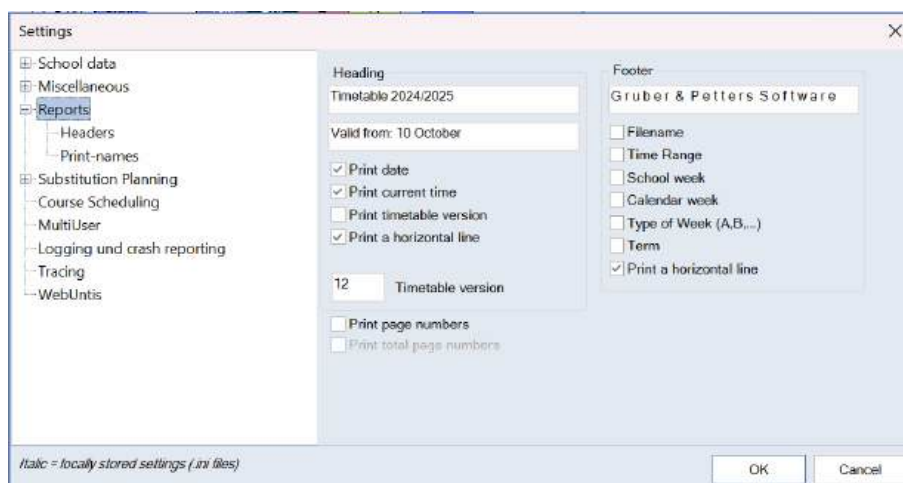 Settings
School data
Miscellaneous
Reports
Headers
Print-names
Substitution Planning
Course Scheduling
MultiUser
Logging und crash reporting
Tracing
WebUntis
Heading
Timetable 2024/2025
Valid from: 10 October
Print date
Print current time
Print timetable version
Print a horizontal line
12 Timetable version
Print page numbers
Print total page numbers
Footer
Gruber & Petters Software
Filename
Time Range
School week
Calendar week
Type of Week (A,B,...)
Term
Print a horizontal line
Italic = locally stored settings (.ini files)
OK Cancel